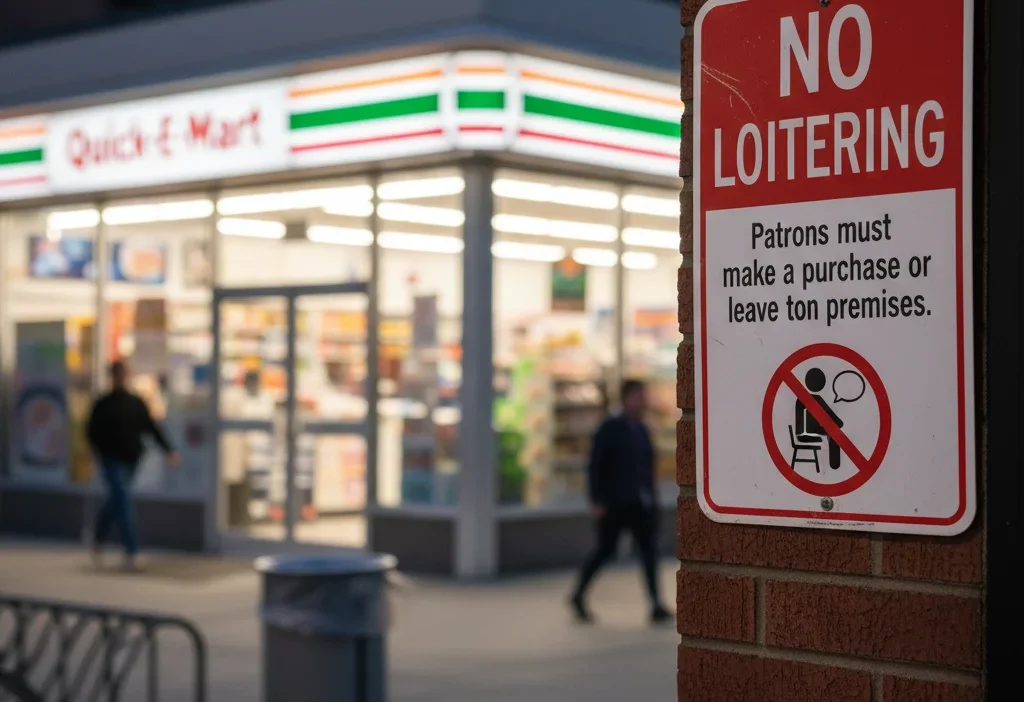 Quick-E-Mart
NO
LOITERING
Patrons must
make a purchase or
leave ton premises.